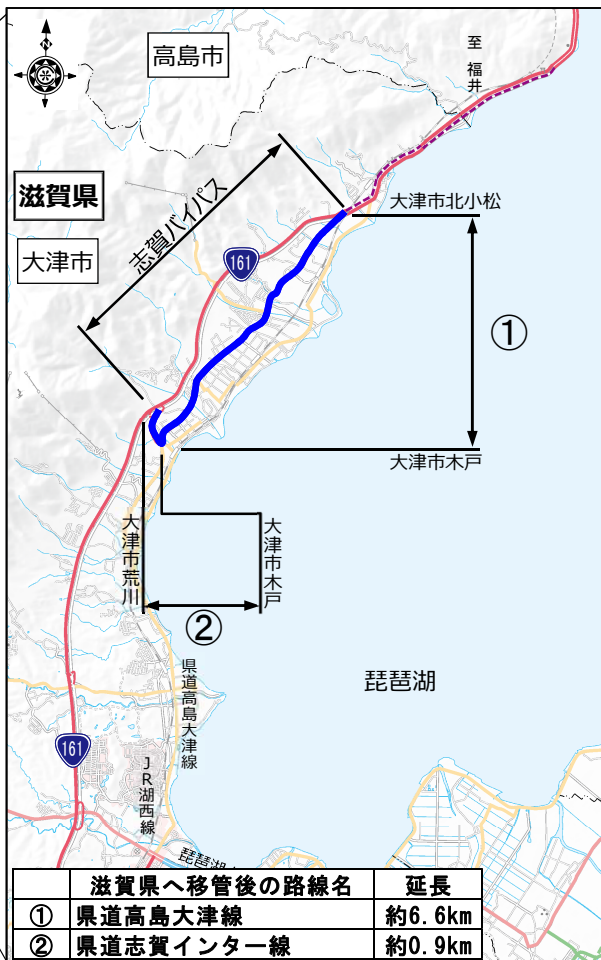 N
高島市
至 福井
滋賀県
大津市
志賀バイパス
161
大津市北小松
①
大津市木戸
大津市荒川
大津市木戸
②
県道高島大津線
琵琶湖
161
JR湖西線
琵琶湖
滋賀県へ移管後の路線名 延長
① 県道高島大津線 約6.6km
② 県道志賀インター線 約0.9km